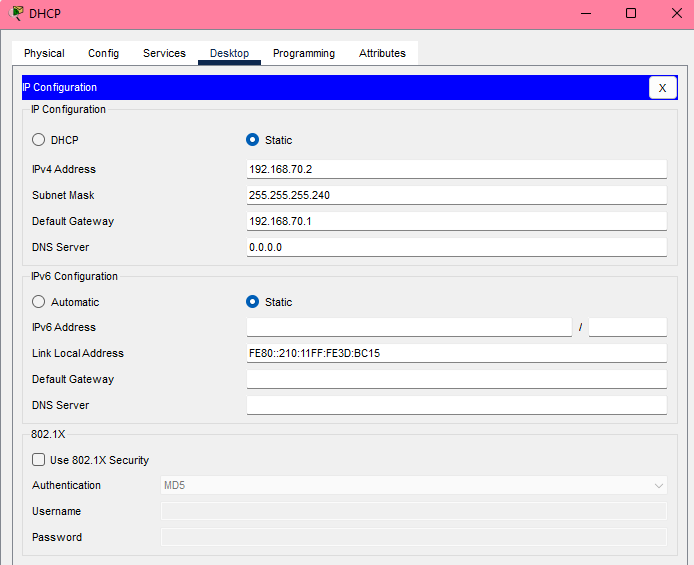 DHCP
Physical Config Services Desktop Programming Attributes
IP Configuration X
IP Configuration
DHCP Static
IPv4 Address 192.168.70.2
Subnet Mask 255.255.255.240
Default Gateway 192.168.70.1
DNS Server 0.0.0.0
IPv6 Configuration
Automatic Static
IPv6 Address /
Link Local Address FE80::210:11FF:FE3D:BC15
Default Gateway
DNS Server
802.1X
Use 802.1X Security
Authentication MD5
Username
Password